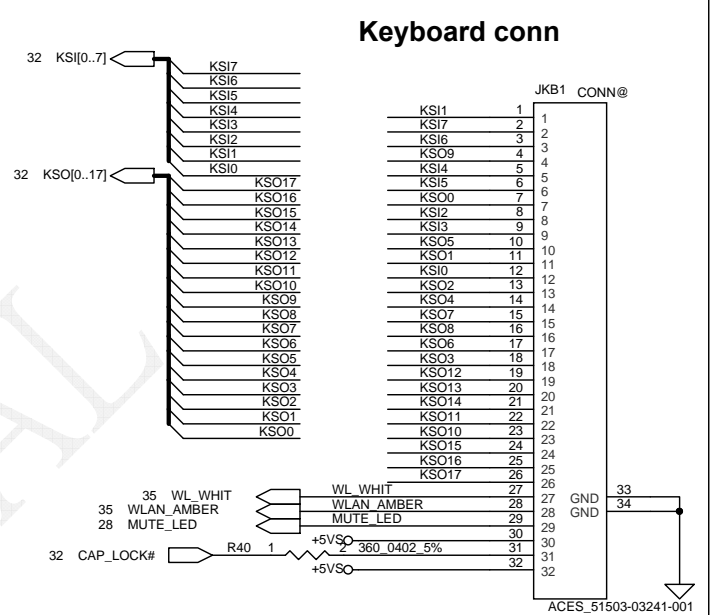 Keyboard conn
32 KSI[0..7]
KSI7
KSI6
KSI5
KSI4
KSI3
KSI2
KSI1
KSI0
32 KSO[0..17]
KSO17
KSO16
KSO15
KSO14
KSO13
KSO12
KSO11
KSO10
KSO9
KSO8
KSO7
KSO6
KSO5
KSO4
KSO3
KSO2
KSO1
KSO0
JKB1 CONN@
KSI1 1 1
KSI7 2 2
KSI6 3 3
KSO9 4 4
KSI4 5 5
KSI5 6 6
KSO0 7 7
KSI2 8 8
KSI3 9 9
KSO5 10 10
KSO1 11 11
KSI0 12 12
KSO2 13 13
KSO4 14 14
KSO7 15 15
KSO8 16 16
KSO6 17 17
KSO3 18 18
KSO12 19 19
KSO13 20 20
KSO14 21 21
KSO11 22 22
KSO10 23 23
KSO15 24 24
KSO16 25 25
KSO17 26 26
35 WL_WHIT WL_WHIT 27 27 GND 33
35 WLAN_AMBER WLAN_AMBER 28 28 GND 34
28 MUTE_LED MUTE_LED 29 29
+5VS 30 30
32 CAP_LOCK# R40 1 2 360_0402_5% 31 31
+5VS 32 32
ACES_51503-03241-001